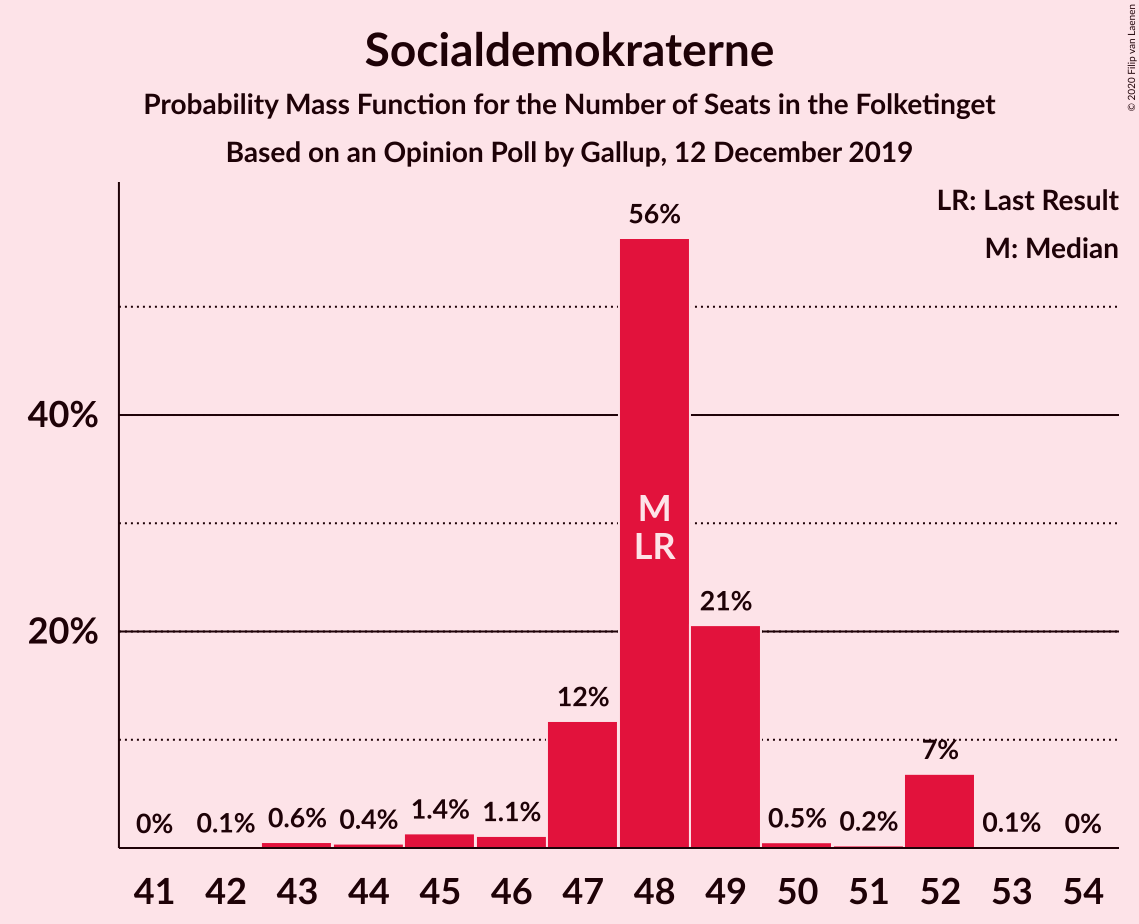 Socialdemokraterne
Probability Mass Function for the Number of Seats in the Folketinget
Based on an Opinion Poll by Gallup, 12 December 2019
© 2020 Filip van Laenen
LR: Last Result
M: Median
40%
20%
0%
0.1%
0.6%
0.4%
1.4%
1.1%
12%
56%
M
LR
21%
0.5%
0.2%
7%
0.1%
0%
41 42 43 44 45 46 47 48 49 50 51 52 53 54